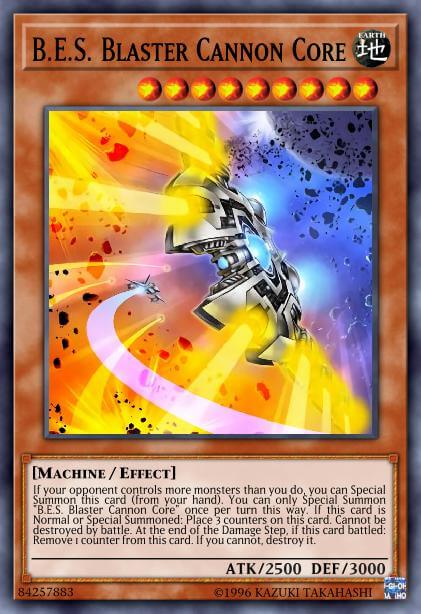 B.E.S. Blaster Cannon Core
EARTH
地
[Machine / Effect]
If your opponent controls more monsters than you do, you can Special
Summon this card (from your hand). You can only Special Summon
"B.E.S. Blaster Cannon Core" once per turn this way. If this card is
Normal or Special Summoned: Place 3 counters on this card. Cannot be
destroyed by battle. At the end of the Damage Step, if this card battled:
Remove 1 counter from this card. If you cannot, destroy it.
ATK/2500 DEF/3000
84257883
©1996 KAZUKI TAKAHASHI